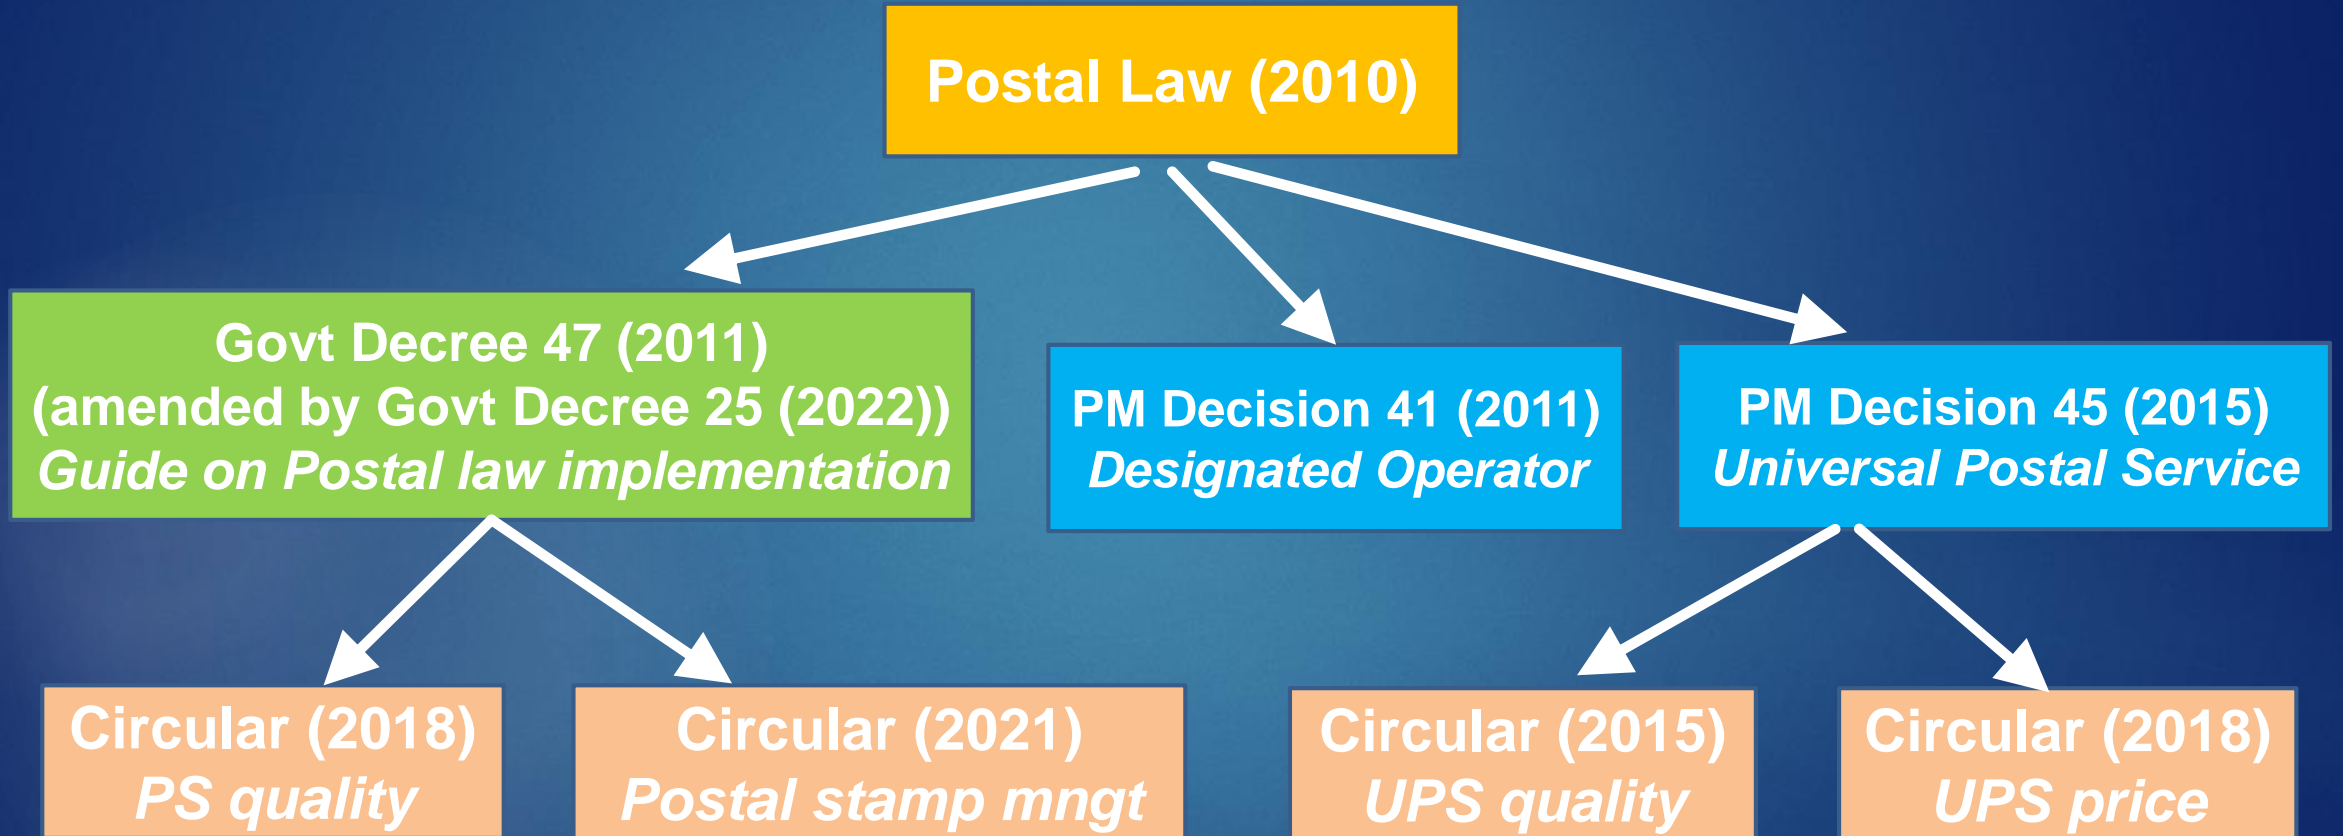 Postal Law (2010)
Govt Decree 47 (2011)
(amended by Govt Decree 25 (2022))
Guide on Postal law implementation
PM Decision 41 (2011)
Designated Operator
PM Decision 45 (2015)
Universal Postal Service
Circular (2018)
PS quality
Circular (2021)
Postal stamp mngt
Circular (2015)
UPS quality
Circular (2018)
UPS price